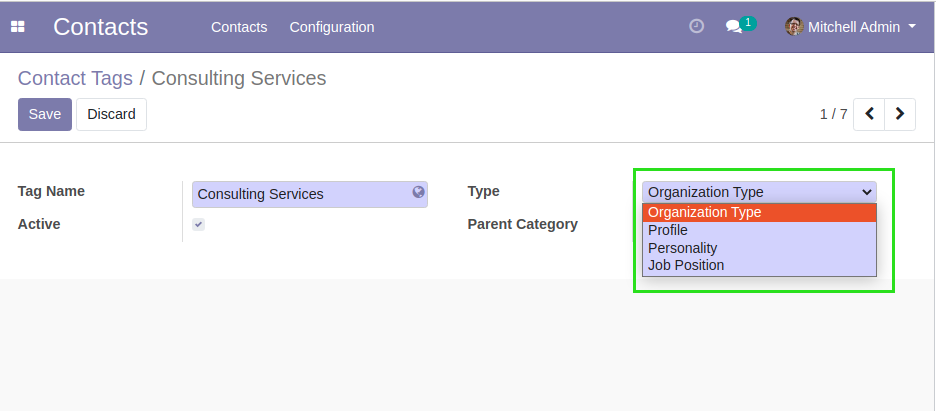 Contacts Contacts Configuration 1 Mitchell Admin
Contact Tags / Consulting Services
Save Discard 1 / 7
Tag Name Consulting Services Type Organization Type
Organization Type
Active Parent Category
Profile
Personality
Job Position